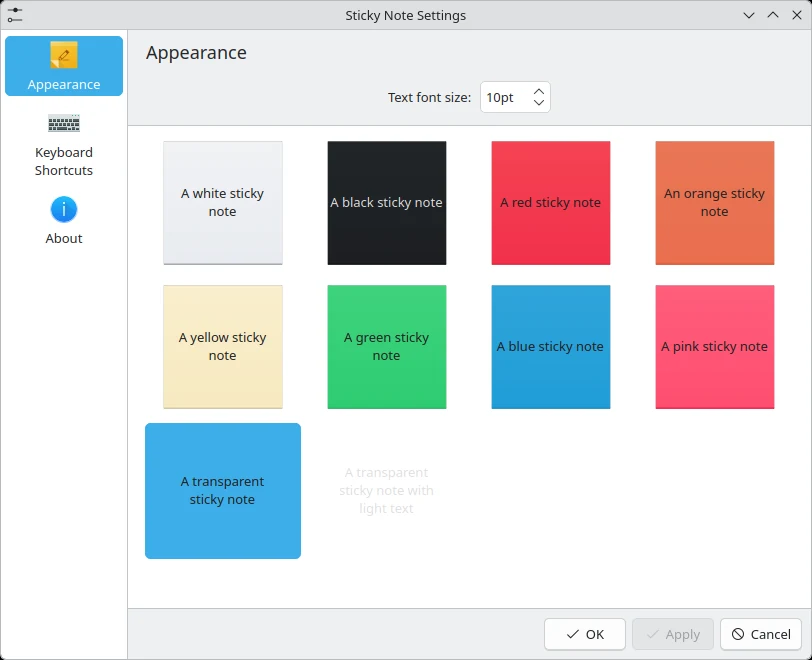 Sticky Note Settings
Appearance
Keyboard
Shortcuts
About
Appearance
Text font size: 10pt
A white sticky
note
A black sticky note
A red sticky note
An orange sticky
note
A yellow sticky
note
A green sticky
note
A blue sticky note
A pink sticky note
A transparent
sticky note
A transparent
sticky note with
light text
OK
Apply
Cancel